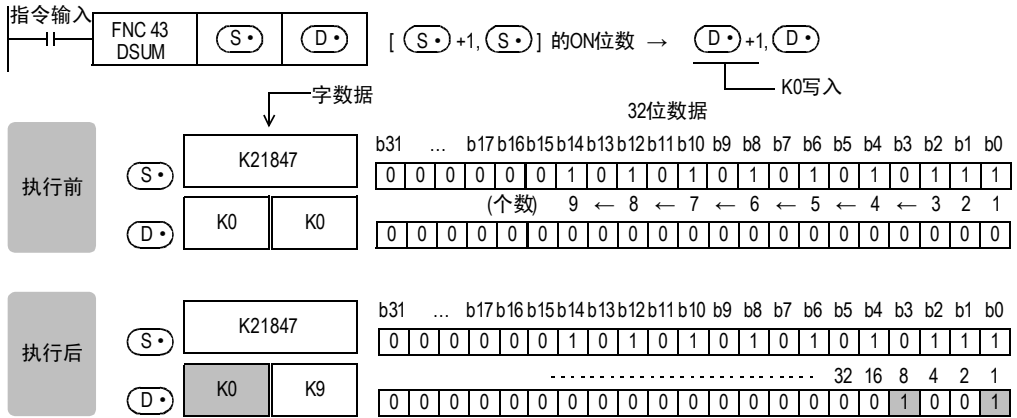 指令输入
FNC 43
DSUM
S• D•
[ S• +1, S• ] 的ON位数 → D• +1, D•
K0写入
字数据
32位数据
执行前
b31 … b17 b16 b15 b14 b13 b12 b11 b10 b9 b8 b7 b6 b5 b4 b3 b2 b1 b0
S• K21847 0 0 0 0 0 0 1 0 1 0 1 0 1 0 1 0 1 0 1 1 1
(个数) 9 ← 8 ← 7 ← 6 ← 5 ← 4 ← 3 2 1
D• K0 K0 0 0 0 0 0 0 0 0 0 0 0 0 0 0 0 0 0 0 0 0 0
执行后
b31 … b17 b16 b15 b14 b13 b12 b11 b10 b9 b8 b7 b6 b5 b4 b3 b2 b1 b0
S• K21847 0 0 0 0 0 0 1 0 1 0 1 0 1 0 1 0 1 0 1 1 1
32 16 8 4 2 1
D• K0 K9 0 0 0 0 0 0 0 0 0 0 0 0 0 0 0 0 0 1 0 0 1